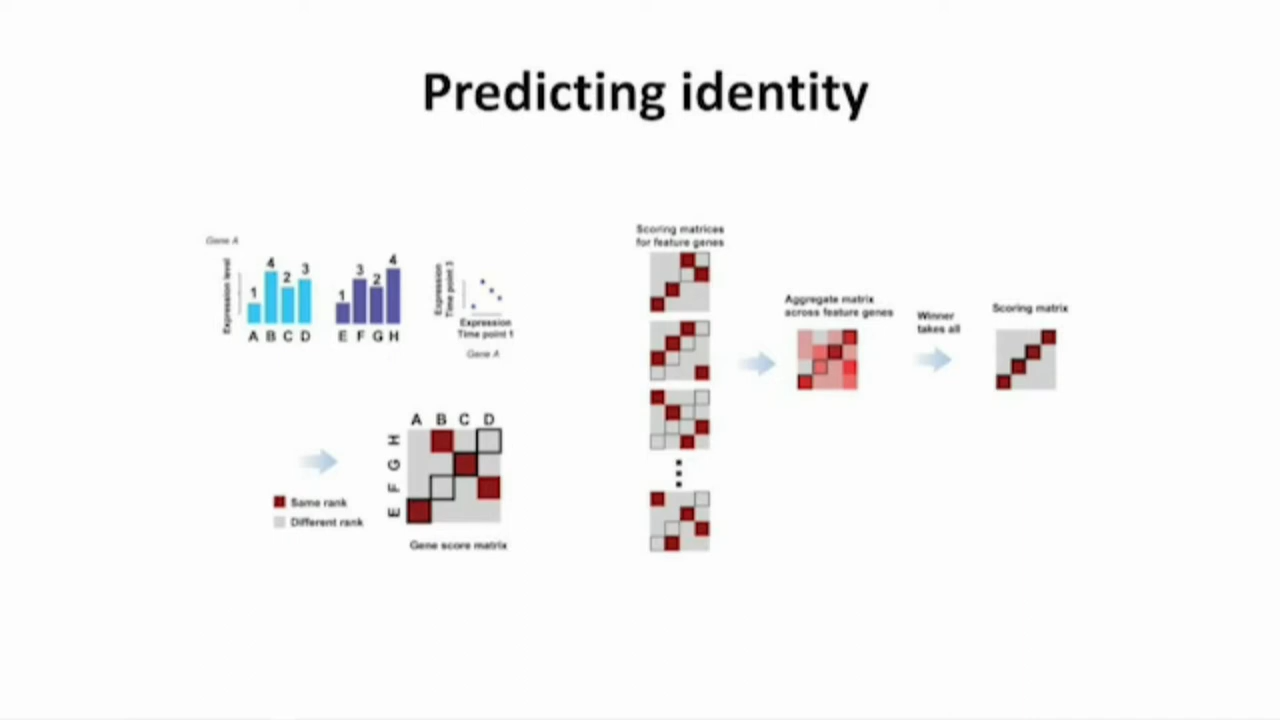 Predicting identity
Gene A
Expression level
1 4 2 3
A B C D
1 3 2 4
E F G H
Expression
Time point 2
Expression
Time point 1
Gene A
Same rank
Different rank
A B C D
H
G
F
E
Gene score matrix
Scoring matrices
for feature genes
Aggregate matrix
across feature genes
Winner
takes all
Scoring matrix